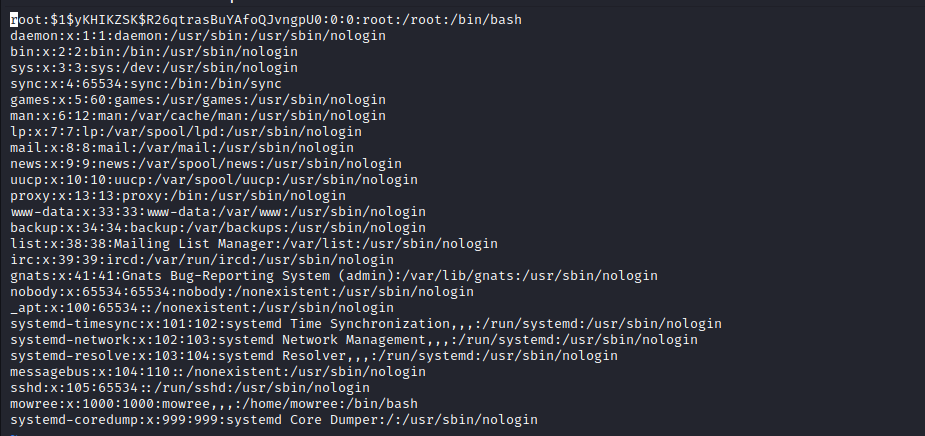 root:$1$yKHIKZSK$R26qtrasBuYAfoQJvngpU0:0:0:root:/root:/bin/bash
daemon:x:1:1:daemon:/usr/sbin:/usr/sbin/nologin
bin:x:2:2:bin:/bin:/usr/sbin/nologin
sys:x:3:3:sys:/dev:/usr/sbin/nologin
sync:x:4:65534:sync:/bin:/bin/sync
games:x:5:60:games:/usr/games:/usr/sbin/nologin
man:x:6:12:man:/var/cache/man:/usr/sbin/nologin
lp:x:7:7:lp:/var/spool/lpd:/usr/sbin/nologin
mail:x:8:8:mail:/var/mail:/usr/sbin/nologin
news:x:9:9:news:/var/spool/news:/usr/sbin/nologin
uucp:x:10:10:uucp:/var/spool/uucp:/usr/sbin/nologin
proxy:x:13:13:proxy:/bin:/usr/sbin/nologin
www-data:x:33:33:www-data:/var/www:/usr/sbin/nologin
backup:x:34:34:backup:/var/backups:/usr/sbin/nologin
list:x:38:38:Mailing List Manager:/var/list:/usr/sbin/nologin
irc:x:39:39:ircd:/var/run/ircd:/usr/sbin/nologin
gnats:x:41:41:Gnats Bug-Reporting System (admin):/var/lib/gnats:/usr/sbin/nologin
nobody:x:65534:65534:nobody:/nonexistent:/usr/sbin/nologin
_apt:x:100:65534::/nonexistent:/usr/sbin/nologin
systemd-timesync:x:101:102:systemd Time Synchronization,,,:/run/systemd:/usr/sbin/nologin
systemd-network:x:102:103:systemd Network Management,,,:/run/systemd:/usr/sbin/nologin
systemd-resolve:x:103:104:systemd Resolver,,,:/run/systemd:/usr/sbin/nologin
messagebus:x:104:110::/nonexistent:/usr/sbin/nologin
sshd:x:105:65534::/run/sshd:/usr/sbin/nologin
mowree:x:1000:1000:mowree,,,:/home/mowree:/bin/bash
systemd-coredump:x:999:999:systemd Core Dumper:/:/usr/sbin/nologin